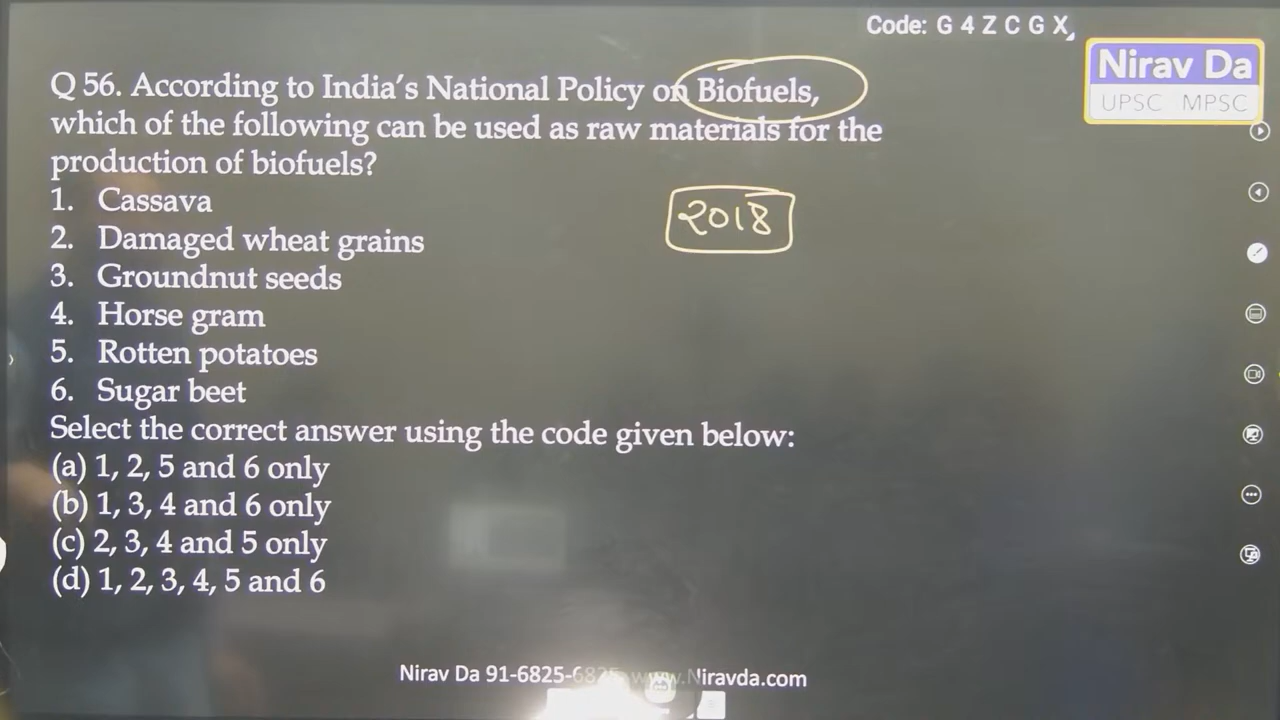 Code: G 4 Z C G X
Nirav Da
UPSC MPSC
Q 56. According to India's National Policy on Biofuels,
which of the following can be used as raw materials for the
production of biofuels?
1. Cassava
2018
2. Damaged wheat grains
3. Groundnut seeds
4. Horse gram
5. Rotten potatoes
6. Sugar beet
Select the correct answer using the code given below:
(a) 1, 2, 5 and 6 only
(b) 1, 3, 4 and 6 only
(c) 2, 3, 4 and 5 only
(d) 1, 2, 3, 4, 5 and 6
Nirav Da 91-6825-6825 www.Niravda.com